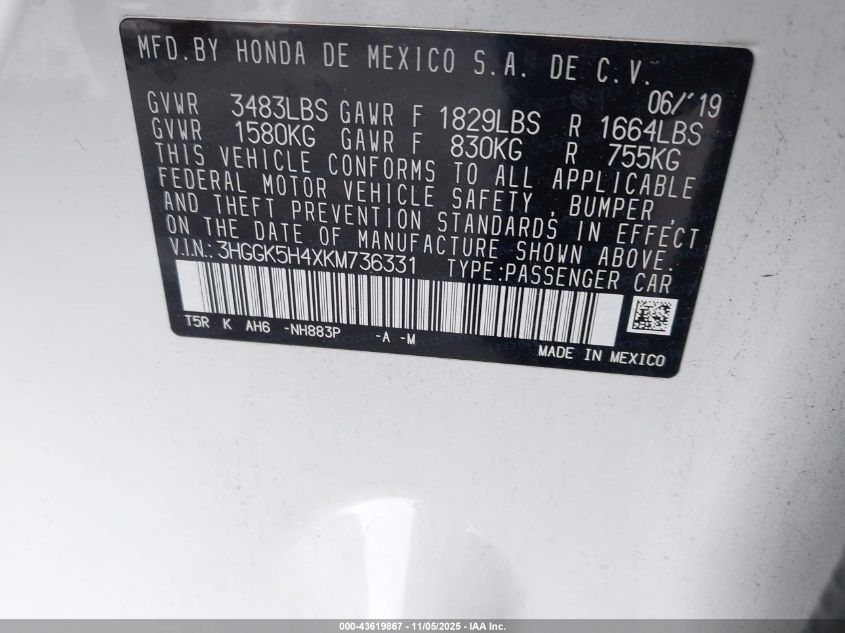 MFD.BY HONDA DE MEXICO S.A. DE C.V.
06/'19
GVWR 3483LBS GAWR F 1829LBS R 1664LBS
GVWR 1580KG GAWR F 830KG R 755KG
THIS VEHICLE CONFORMS TO ALL APPLICABLE
FEDERAL MOTOR VEHICLE SAFETY , BUMPER ,
AND THEFT PREVENTION STANDARDS IN EFFECT
ON THE DATE OF MANUFACTURE SHOWN ABOVE.
V.I.N.: 3HGGK5H4XKM736331 TYPE:PASSENGER CAR
T5R K AH6 -NH883P -A -M
MADE IN MEXICO
000-43619867 - 11/05/2025 - IAA Inc.